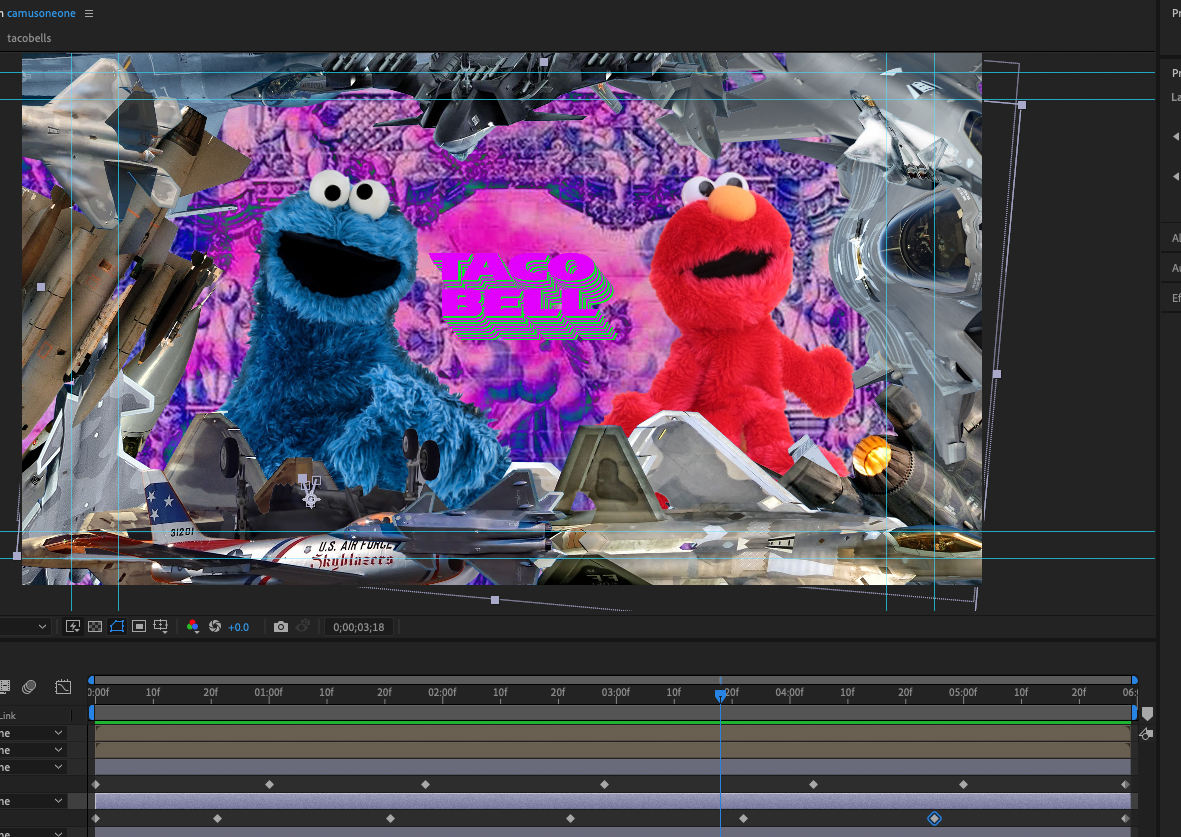 camusoneone
tacobells
TACO
BELL
31201
U.S. AIR FORCE
Skyblazers
+0.0
0;00;03;18
0:00f 10f 20f 01:00f 10f 20f 02:00f 10f 20f 03:00f 10f 20f 04:00f 10f 20f 05:00f 10f 20f 06:
Link
ne
ne
ne
ne
ne
Pr
Pr
La
Al
Au
Ef